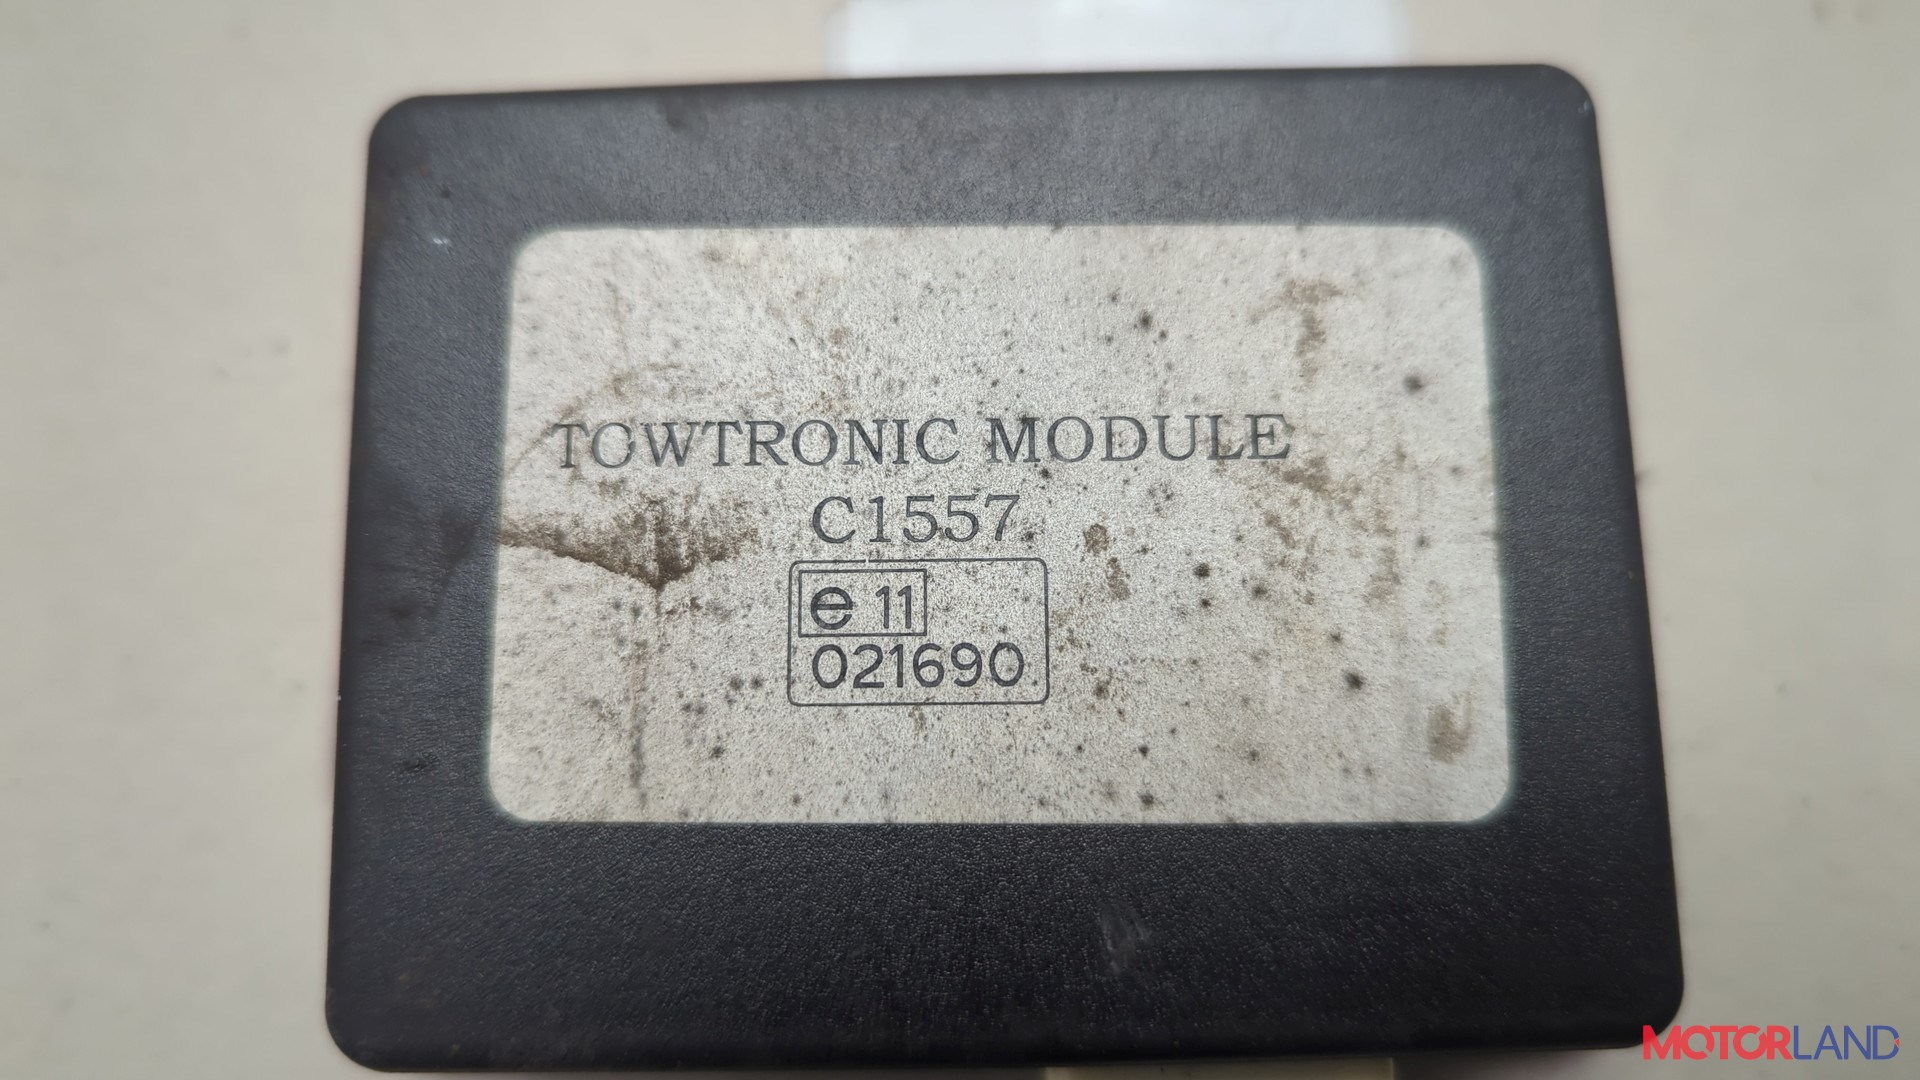 TOWTRONIC MODULE
C1557
e 11
021690
MOTORLAND